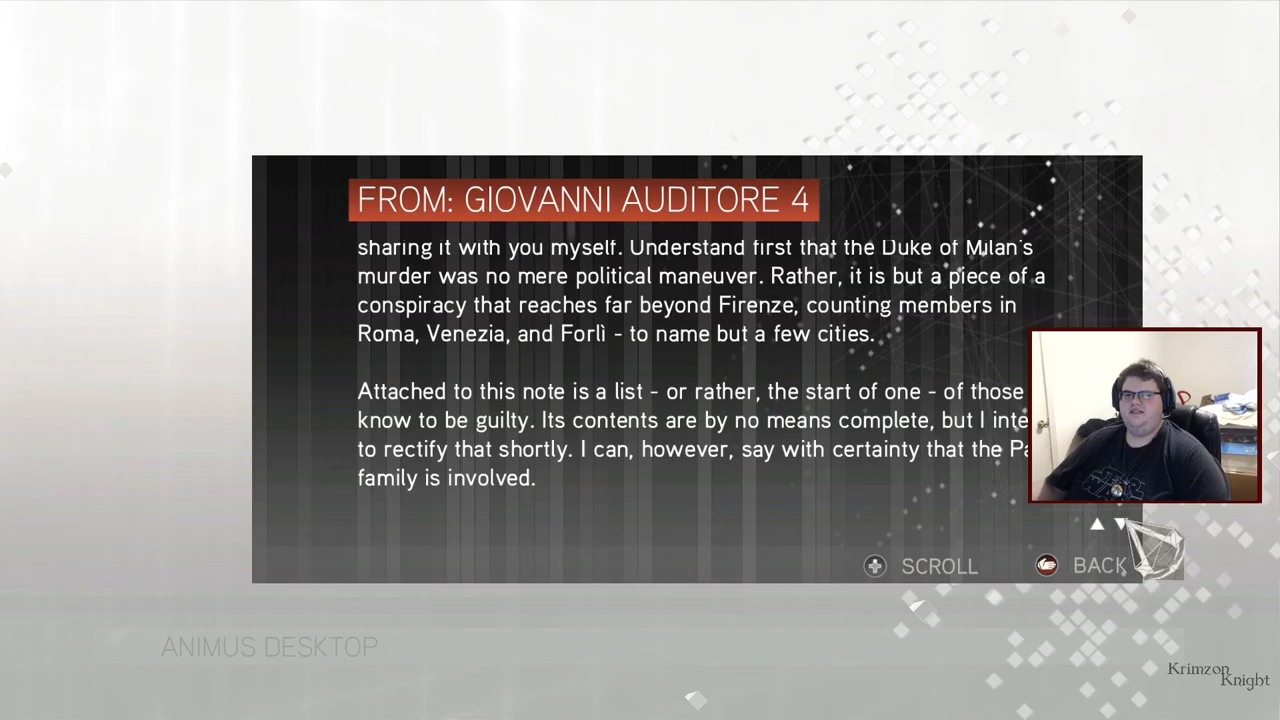 FROM: GIOVANNI AUDITORE 4
sharing it with you myself. Understand first that the Duke of Milan's
murder was no mere political maneuver. Rather, it is but a piece of a
conspiracy that reaches far beyond Firenze, counting members in
Roma, Venezia, and Forlì - to name but a few cities.
Attached to this note is a list - or rather, the start of one - of those
know to be guilty. Its contents are by no means complete, but I inte
to rectify that shortly. I can, however, say with certainty that the Pa
family is involved.
SCROLL
BACK
ANIMUS DESKTOP
Krimzon
Knight